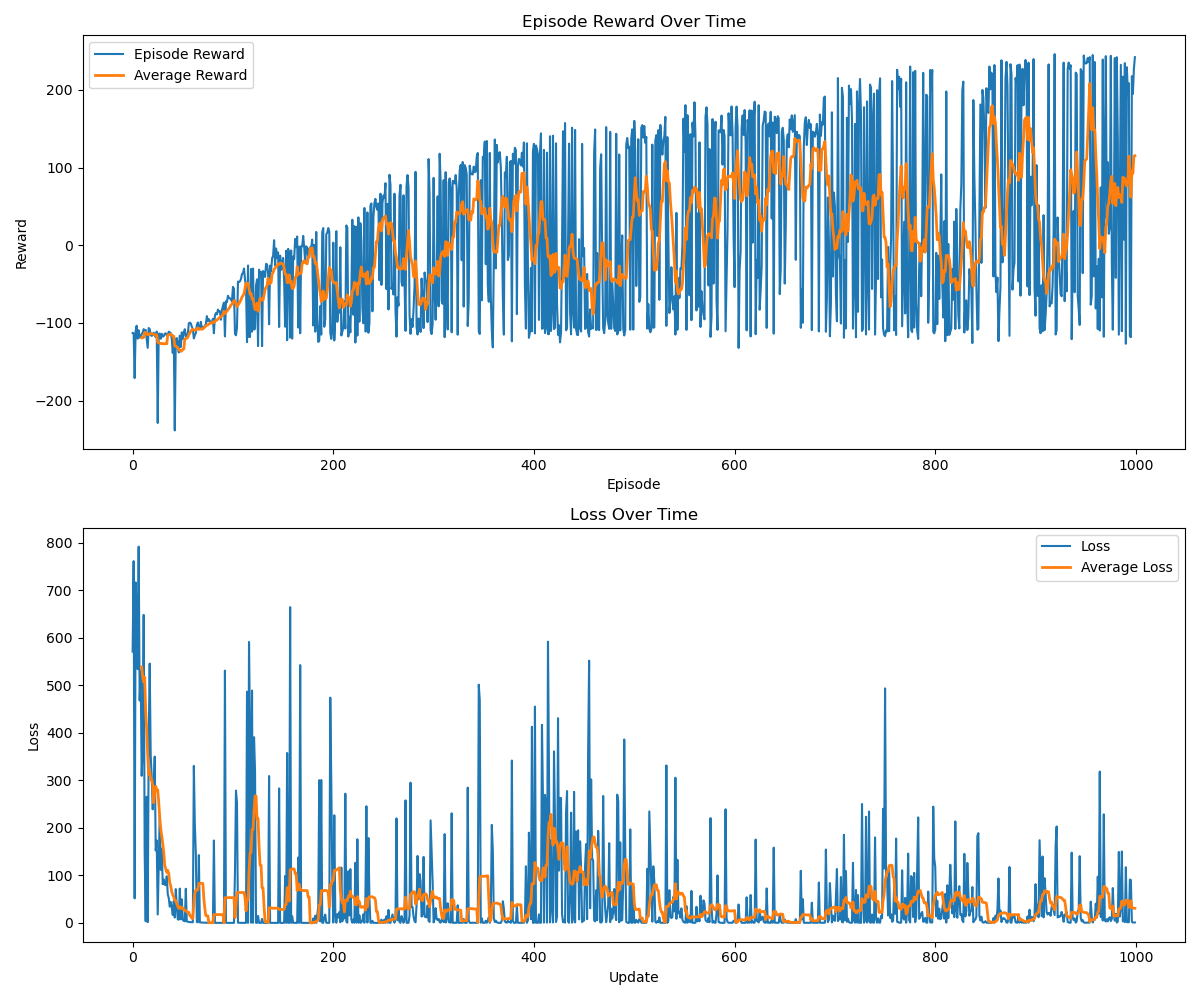 Episode Reward Over Time
Episode Reward
Average Reward
Reward
200
100
0
−100
−200
0 200 400 600 800 1000
Episode
Loss Over Time
Loss
Average Loss
Loss
800
700
600
500
400
300
200
100
0
0 200 400 600 800 1000
Update